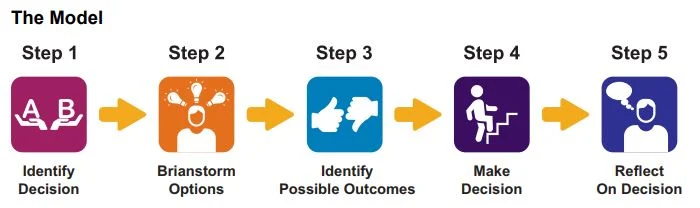 The Model
Step 1
Step 2
Step 3
Step 4
Step 5
A B
Identify
Decision
Brianstorm
Options
Identify
Possible Outcomes
Make
Decision
Reflect
On Decision